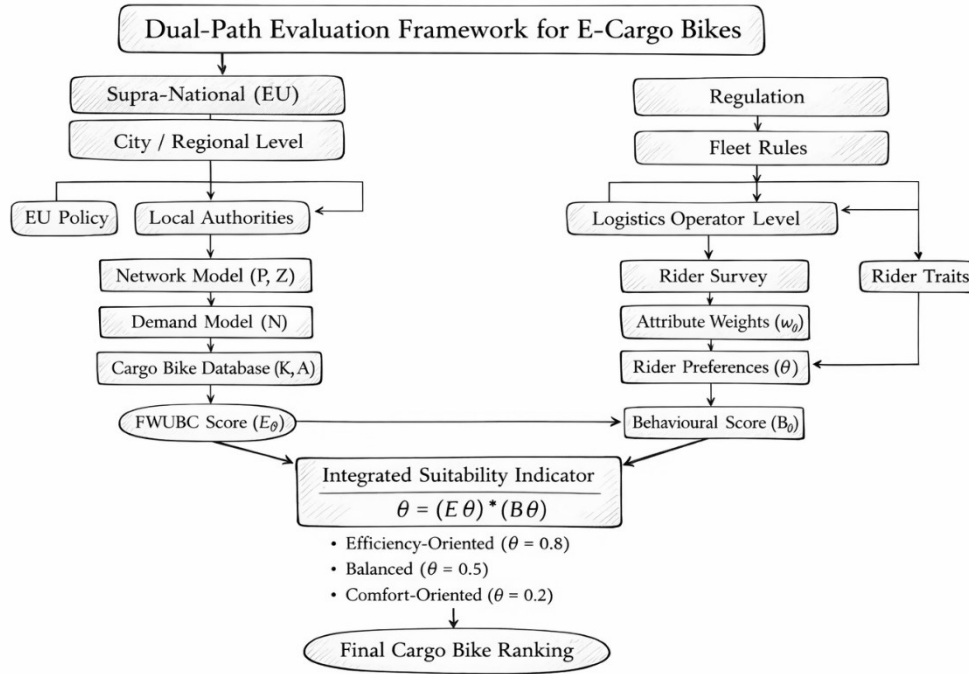 Dual-Path Evaluation Framework for E-Cargo Bikes
Supra-National (EU)
City / Regional Level
EU Policy
Local Authorities
Network Model (P, Z)
Demand Model (N)
Cargo Bike Database (K, A)
FWUBC Score (E_θ)
Regulation
Fleet Rules
Logistics Operator Level
Rider Survey
Rider Traits
Attribute Weights (w_θ)
Rider Preferences (θ)
Behavioural Score (B_θ)
Integrated Suitability Indicator
θ = (E θ) * (B θ)
• Efficiency-Oriented (θ = 0.8)
• Balanced (θ = 0.5)
• Comfort-Oriented (θ = 0.2)
Final Cargo Bike Ranking